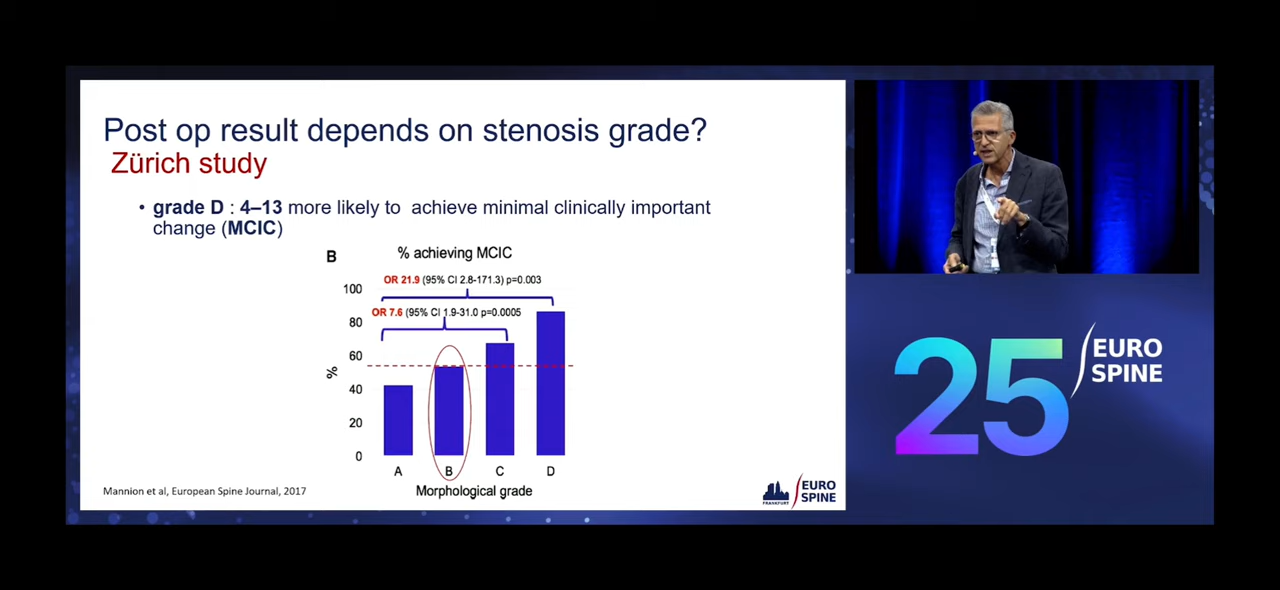 Post op result depends on stenosis grade?
Zürich study
• grade D : 4–13 more likely to achieve minimal clinically important
change (MCIC)
B
% achieving MCIC
OR 21.9 (95% CI 2.8-171.3) p=0.003
OR 7.6 (95% CI 1.9-31.0 p=0.0005
100
80
60
40
20
0
%
A B C D
Morphological grade
Mannion et al, European Spine Journal, 2017
FRANKFURT
EURO
SPINE
25
EURO
SPINE